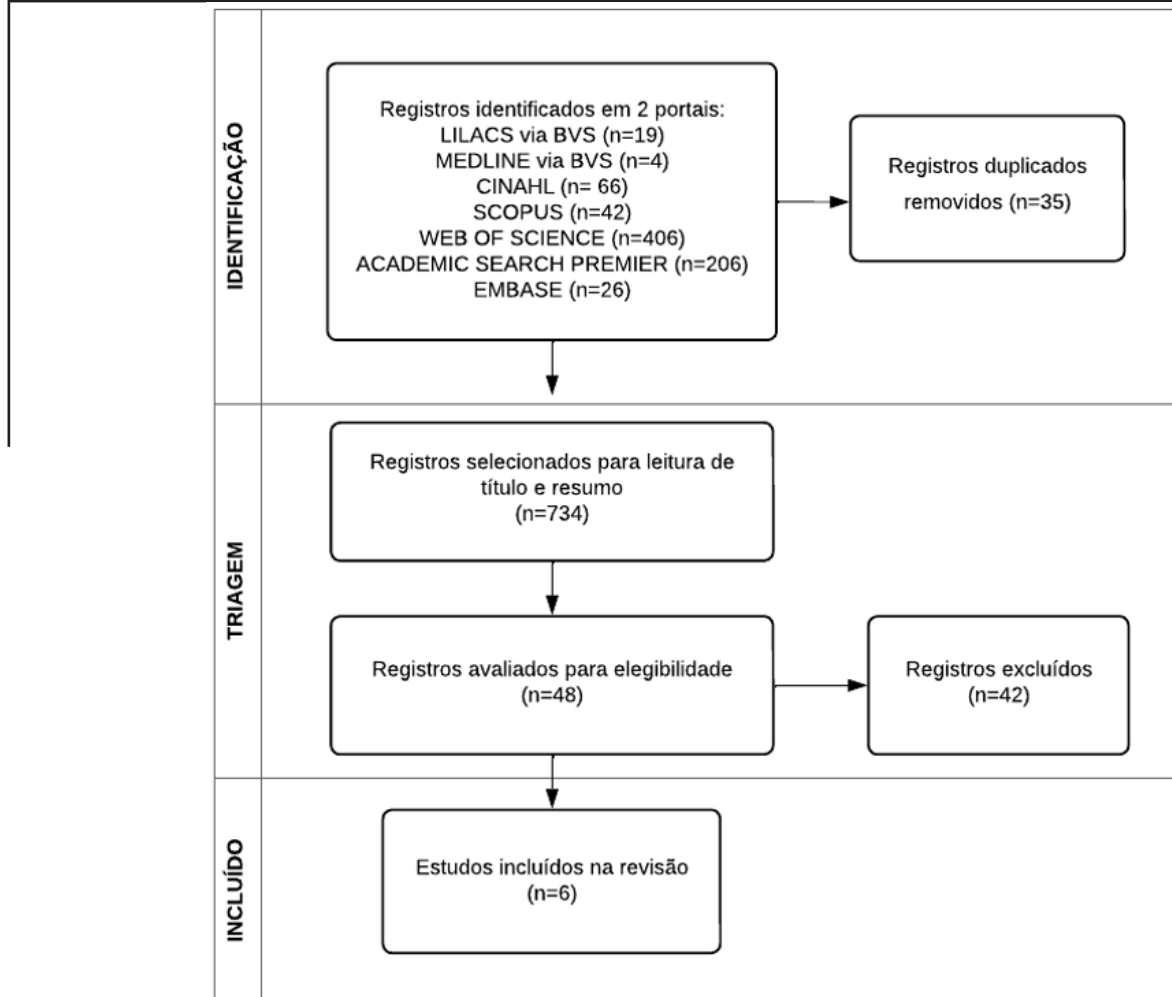 IDENTIFICAÇÃO
Registros identificados em 2 portais:
LILACS via BVS (n=19)
MEDLINE via BVS (n=4)
CINAHL (n= 66)
SCOPUS (n=42)
WEB OF SCIENCE (n=406)
ACADEMIC SEARCH PREMIER (n=206)
EMBASE (n=26)
Registros duplicados
removidos (n=35)
TRIAGEM
Registros selecionados para leitura de
título e resumo
(n=734)
Registros avaliados para elegibilidade
(n=48)
Registros excluídos
(n=42)
INCLUÍDO
Estudos incluídos na revisão
(n=6)